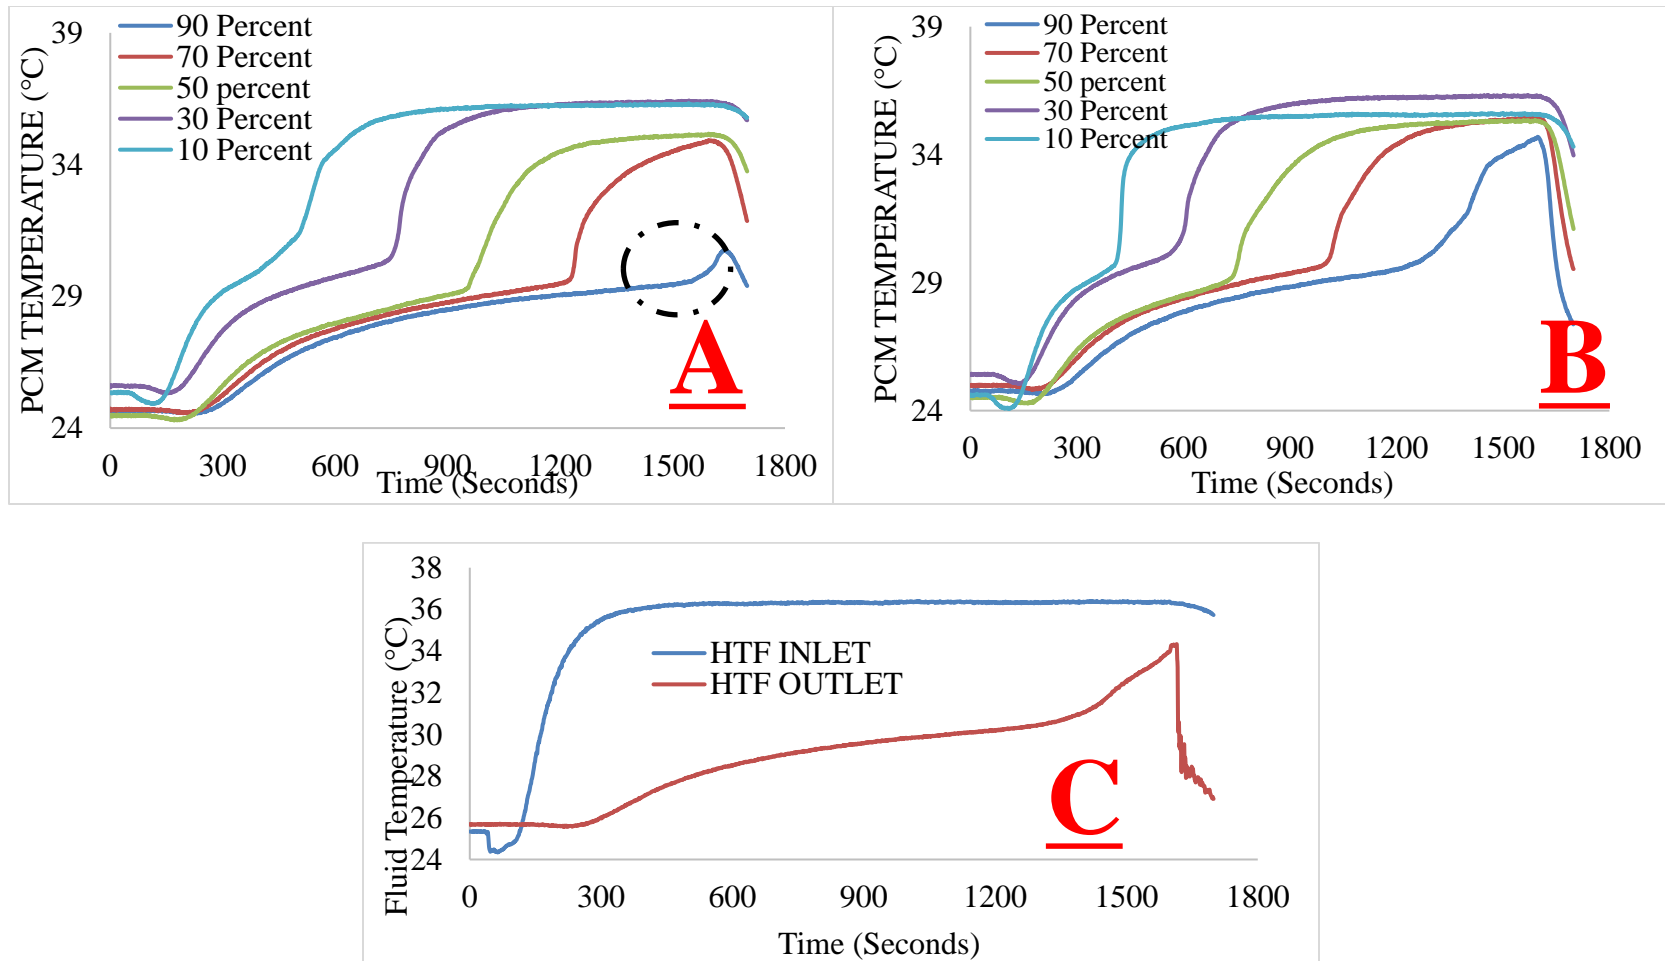 39
90 Percent
70 Percent
50 percent
30 Percent
10 Percent
34
29
24
PCM TEMPERATURE (°C)
0 300 600 900 1200 1500 1800
Time (Seconds)
A
39
90 Percent
70 Percent
50 percent
30 Percent
10 Percent
34
29
24
PCM TEMPERATURE (°C)
0 300 600 900 1200 1500 1800
Time (Seconds)
B
38
36
34
32
30
28
26
24
Fluid Temperature (°C)
HTF INLET
HTF OUTLET
C
0 300 600 900 1200 1500 1800
Time (Seconds)